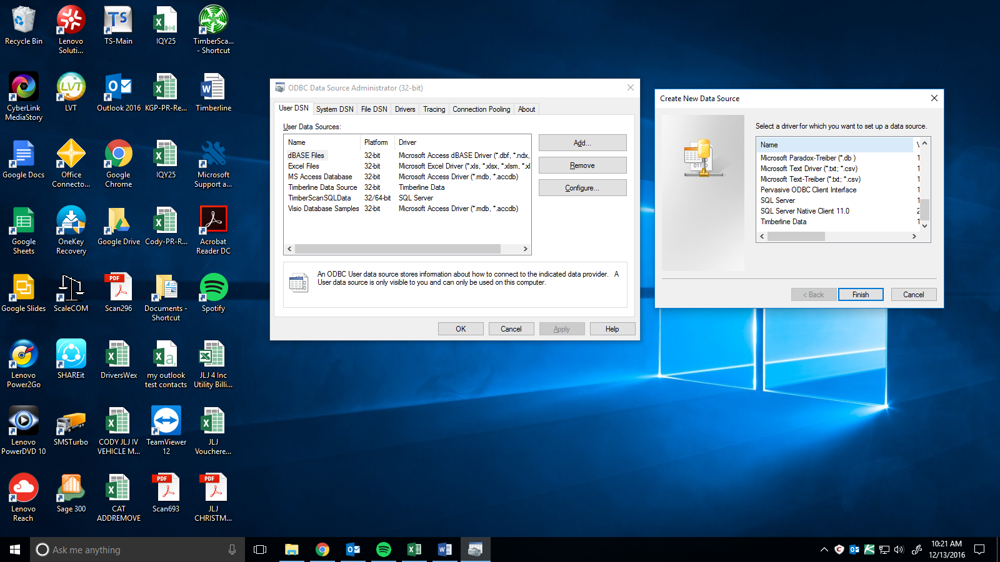 Recycle Bin
Lenovo
Soluti...
TS-Main
IQY25
TimberSca...
- Shortcut
CyberLink
MediaStory
LVT
Outlook 2016
KGP-PR-Re...
Timberline
Google Docs
Office
Connecto...
Google
Chrome
IQY25
Microsoft
Support a...
Google
Sheets
OneKey
Recovery
Google Drive
Cody-PR-R...
Acrobat
Reader DC
Google Slides
ScaleCOM
Scan296
Documents -
Shortcut
Spotify
Lenovo
Power2Go
SHAREit
DriversWex
my outlook
test contacts
JLJ 4 Inc
Utility Billi...
Lenovo
PowerDVD 10
SMSTurbo
CODY JLJ IV
VEHICLE M...
TeamViewer
12
JLJ
Vouchere...
Lenovo
Reach
Sage 300
CAT
ADDREMOVE
Scan693
JLJ
CHRISTM...
TS
LVT
PDF
PDF
PDF
ODBC Data Source Administrator (32-bit)
User DSN System DSN File DSN Drivers Tracing Connection Pooling About
User Data Sources:
Name Platform Driver
dBASE Files 32-bit Microsoft Access dBASE Driver (*.dbf, *.ndx,
Excel Files 32-bit Microsoft Excel Driver (*.xls, *.xlsx, *.xlsm, *.xl
MS Access Database 32-bit Microsoft Access Driver (*.mdb, *.accdb)
Timberline Data Source 32-bit Timberline Data
TimberScanSQLData 32/64-bit SQL Server
Visio Database Samples 32-bit Microsoft Access Driver (*.mdb, *.accdb)
Add...
Remove
Configure...
An ODBC User data source stores information about how to connect to the indicated data provider. A
User data source is only visible to you and can only be used on this computer.
OK Cancel Apply Help
Create New Data Source
Select a driver for which you want to set up a data source.
Name V
Microsoft Paradox-Treiber (*.db ) 1
Microsoft Text Driver (*.txt; *.csv) 1
Microsoft Text-Treiber (*.txt; *.csv) 1
Pervasive ODBC Client Interface 1
SQL Server 1
SQL Server Native Client 11.0 2
Timberline Data 1
< Back Finish Cancel
Ask me anything
10:21 AM
12/13/2016